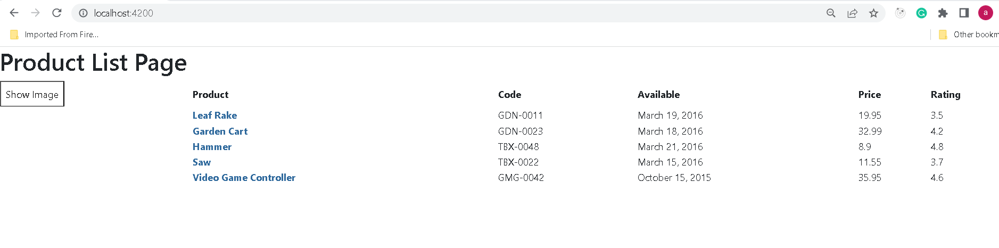 localhost:4200
a
Imported From Fire...
Other bookm
Product List Page
Show Image Product Code Available Price Rating
Leaf Rake GDN-0011 March 19, 2016 19.95 3.5
Garden Cart GDN-0023 March 18, 2016 32.99 4.2
Hammer TBX-0048 March 21, 2016 8.9 4.8
Saw TBX-0022 March 15, 2016 11.55 3.7
Video Game Controller GMG-0042 October 15, 2015 35.95 4.6